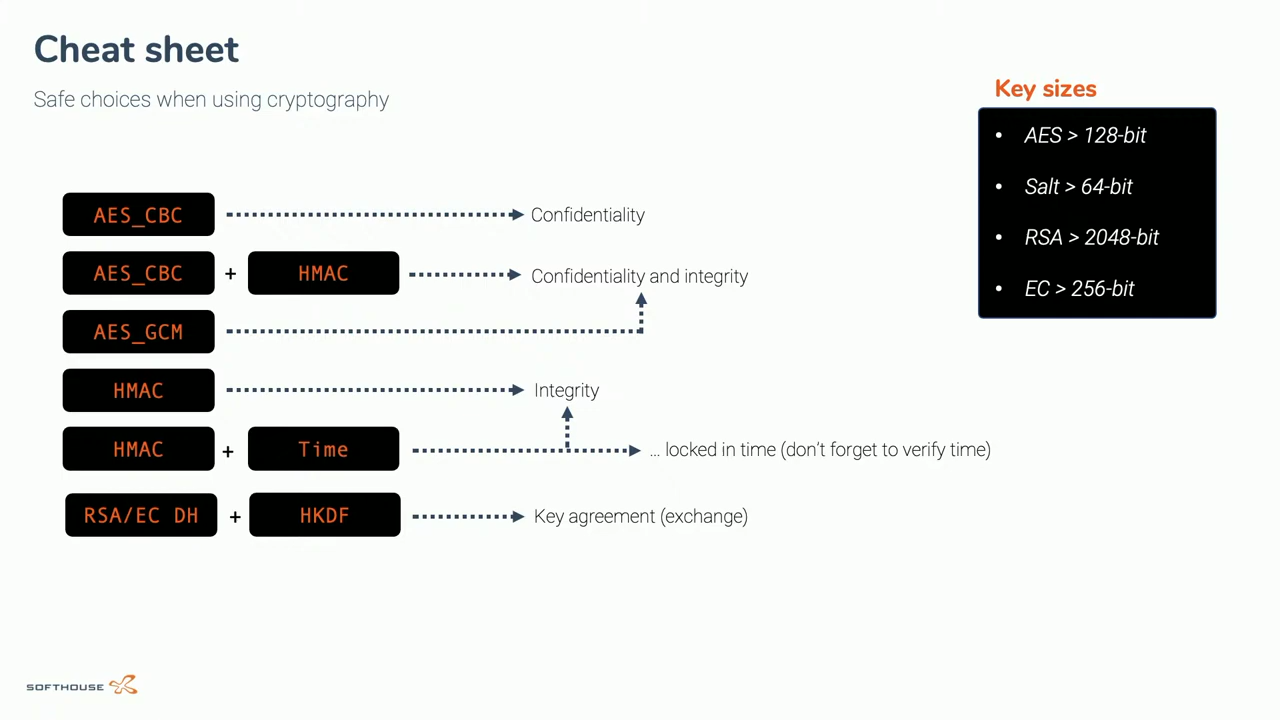 Cheat sheet
Safe choices when using cryptography
Key sizes
• AES > 128-bit
• Salt > 64-bit
• RSA > 2048-bit
• EC > 256-bit
AES_CBC Confidentiality
AES_CBC + HMAC Confidentiality and integrity
AES_GCM
HMAC Integrity
HMAC + Time ... locked in time (don't forget to verify time)
RSA/EC DH + HKDF Key agreement (exchange)
SOFTHOUSE